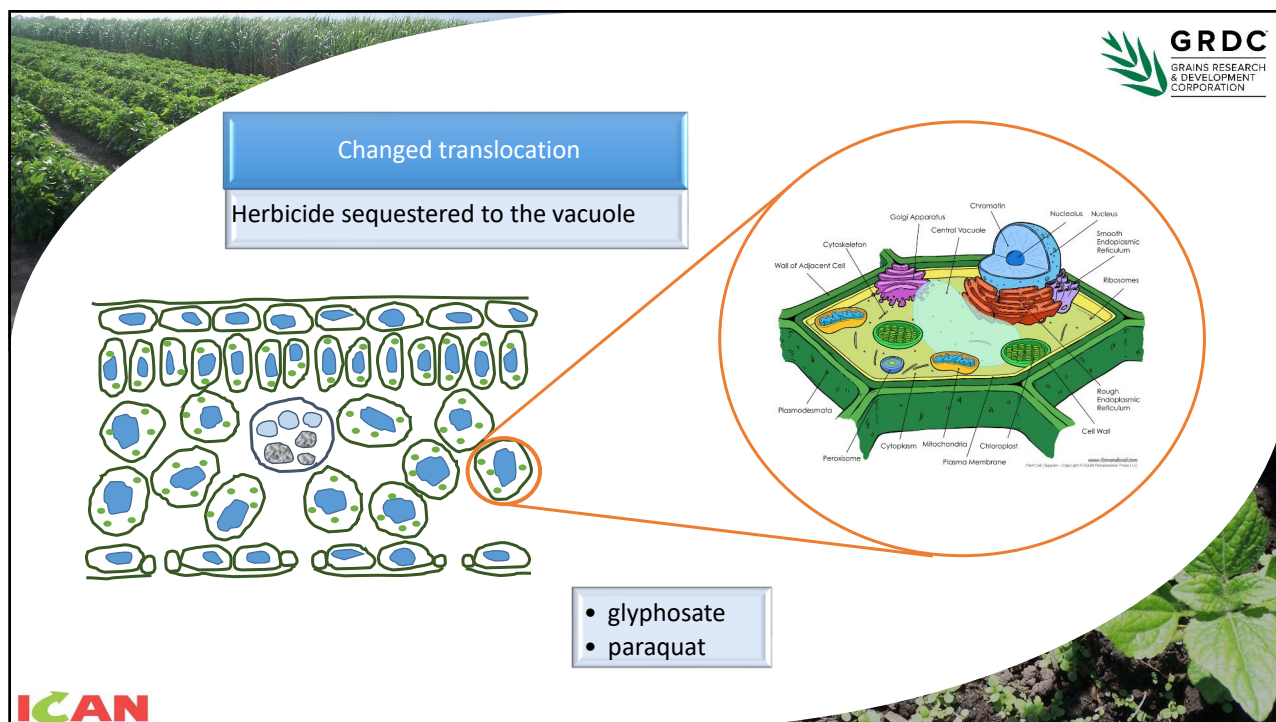 GRDC
GRAINS RESEARCH
& DEVELOPMENT
CORPORATION
Changed translocation
Herbicide sequestered to the vacuole
Chromatin
Nucleolus
Nucleus
Golgi Apparatus
Central Vacuole
Smooth
Endoplasmic
Reticulum
Cytoskeleton
Wall of Adjacent Cell
Ribosomes
Plasmodesmata
Rough
Endoplasmic
Reticulum
Cell Wall
Peroxisome
Cytoplasm
Mitochondria
Chloroplast
Plasma Membrane
• glyphosate
• paraquat
ICAN